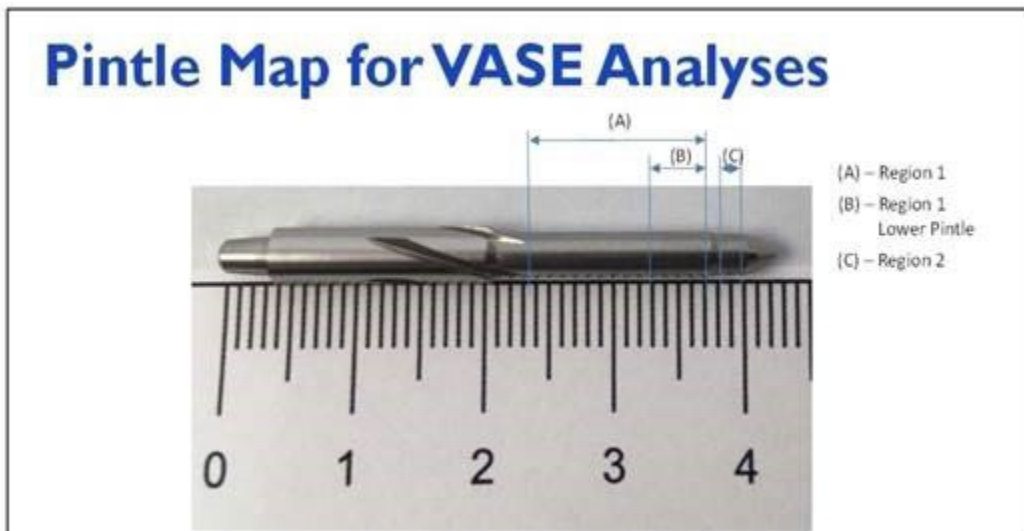 Pintle Map for VASE Analyses
(A)
(B)
(C)
(A) – Region 1
(B) – Region 1
Lower Pintle
(C) – Region 2
0 1 2 3 4